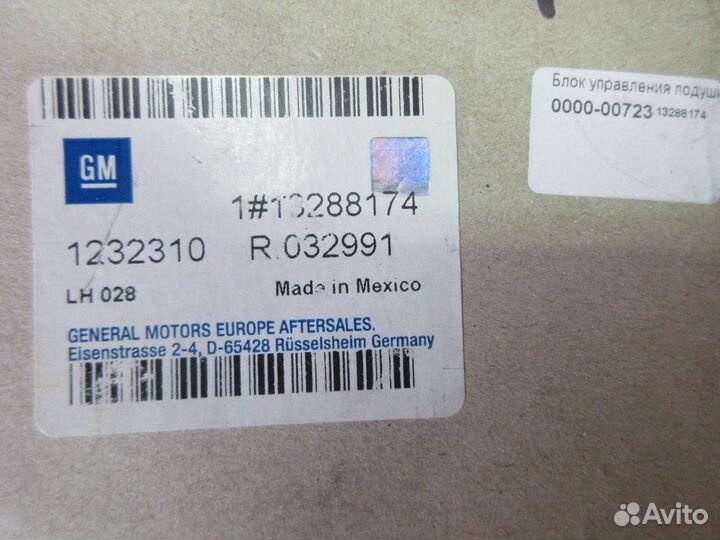 GM
1#13288174
1232310 R.032991
LH 028 Made in Mexico
GENERAL MOTORS EUROPE AFTERSALES.
Eisenstrasse 2-4, D-65428 Rüsselsheim Germany
Блок управления подушк
0000-00723 13288174
Avito